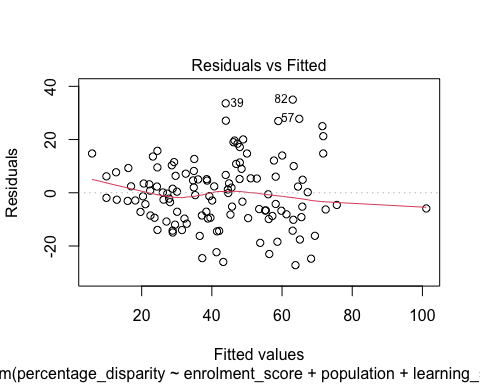 Residuals vs Fitted
40
20
0
-20
Residuals
39
82
57
20 40 60 80 100
Fitted values
m(percentage_disparity ~ enrolment_score + population + learning_